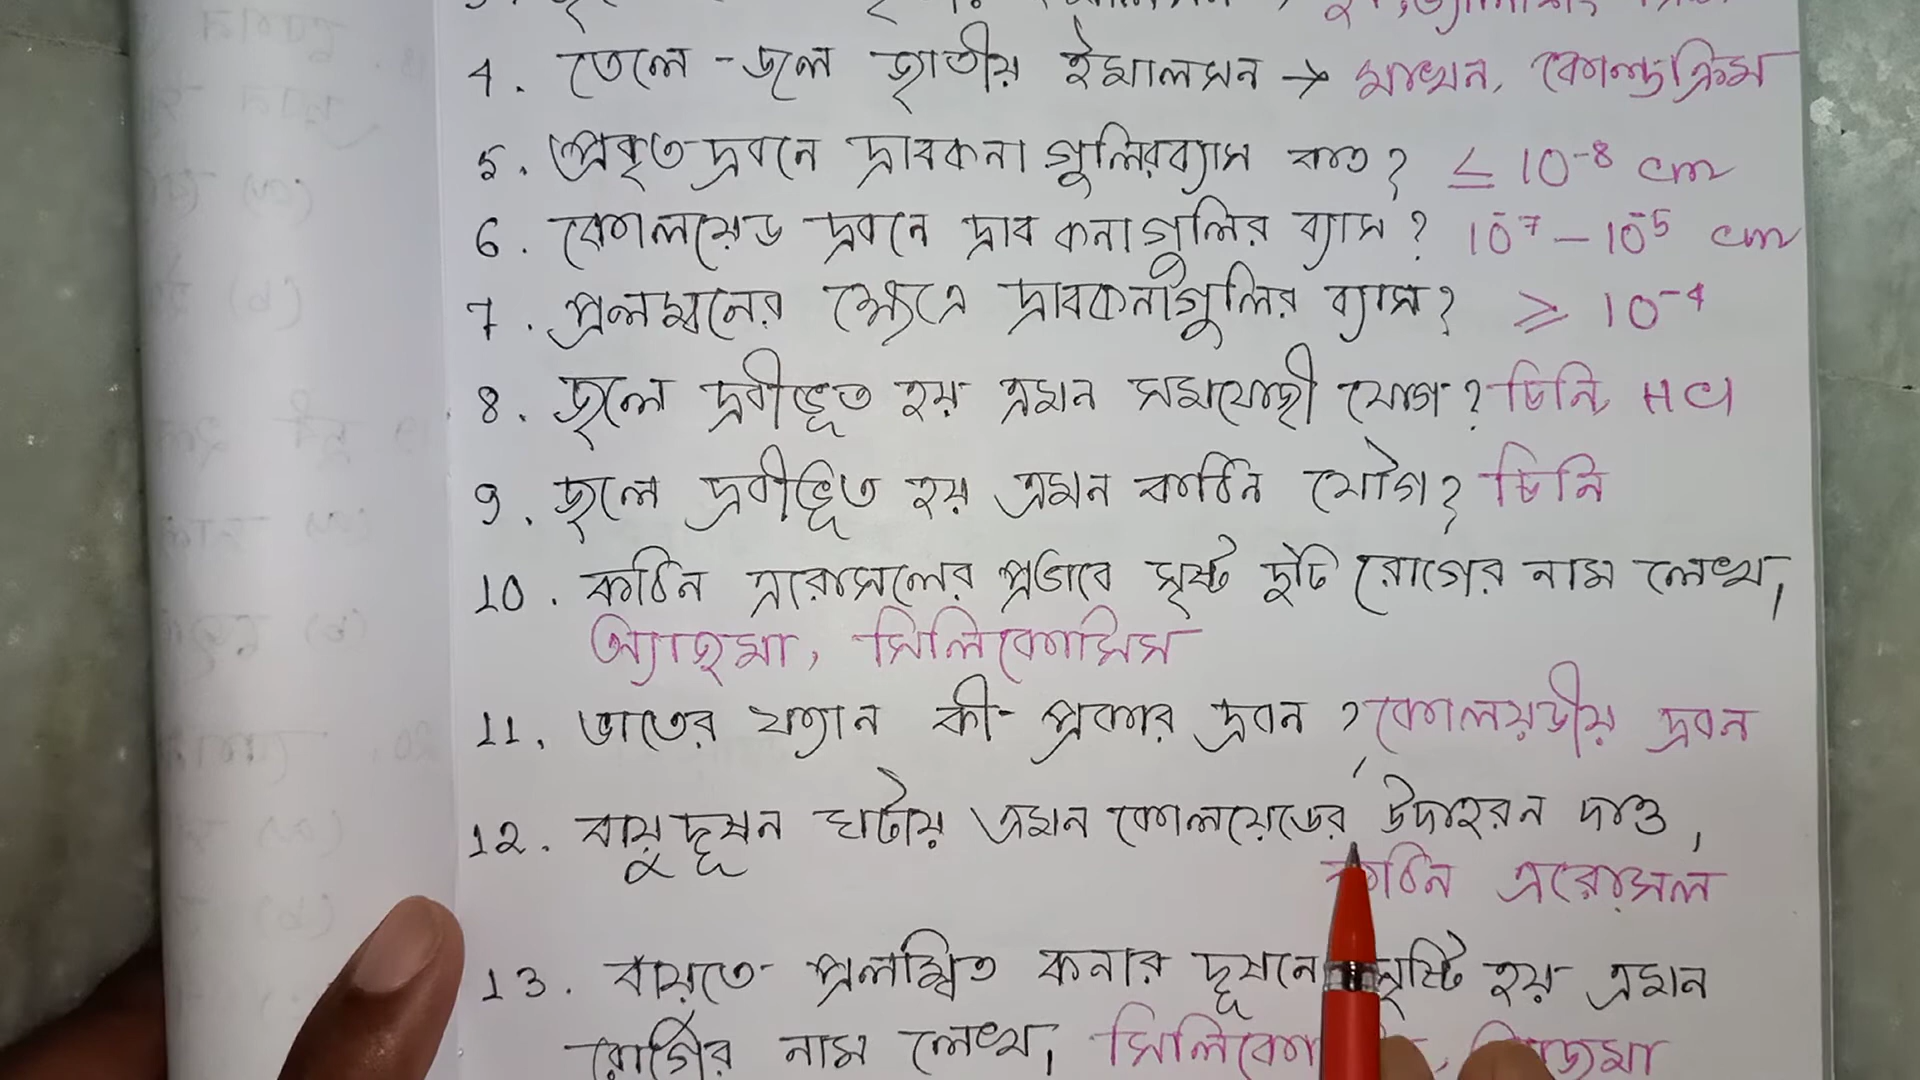 4. তেলে-জলে জাতীয় ইমালসন → মাখন, কোল্ডক্রিম
5. প্রকৃত দ্রবনে দ্রাবকনাগুলির ব্যাস কত? ≤ 10⁻⁸ cm
6. কোলয়েড দ্রবনে দ্রাব কনাগুলির ব্যাস? 10⁻⁷ – 10⁻⁵ cm
7. প্রলম্বনের ক্ষেত্রে দ্রাবকনাগুলির ব্যাস? ≥ 10⁻⁴
8. জলে দ্রবীভূত হয় এমন সমযোজী যোগ? চিনি, HCl
9. জলে দ্রবীভূত হয় এমন কঠিন যৌগ? চিনি
10. কঠিন এরোসলের প্রভাবে সৃষ্ট দুটি রোগের নাম লেখ,
অ্যাজমা, সিলিকোসিস
11. ভাতের ফ্যান কী প্রকার দ্রবন? কোলয়ডীয় দ্রবন
12. বায়ুদূষন ঘটায় এমন কোলয়েডের উদাহরন দাও,
কঠিন এরোসল
13. বায়ুতে প্রলম্বিত কনার দূষনে সৃষ্টি হয় এমন
নাম লেখ,